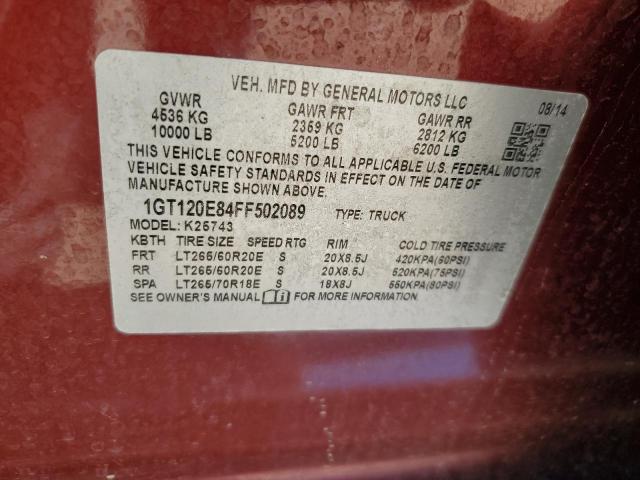 VEH. MFD BY GENERAL MOTORS LLC 08/14
GVWR GAWR FRT GAWR RR
4536 KG 2359 KG 2812 KG
10000 LB 5200 LB 6200 LB
THIS VEHICLE CONFORMS TO ALL APPLICABLE U.S. FEDERAL MOTOR
VEHICLE SAFETY STANDARDS IN EFFECT ON THE DATE OF
MANUFACTURE SHOWN ABOVE.
1GT120E84FF502089 TYPE: TRUCK
MODEL: K25743
KBTH TIRE SIZE SPEED RTG RIM COLD TIRE PRESSURE
FRT LT265/60R20E S 20X8.5J 420KPA(60PSI)
RR LT265/60R20E S 20X8.5J 520KPA(75PSI)
SPA LT265/70R18E S 18X8J 550KPA(80PSI)
SEE OWNER'S MANUAL FOR MORE INFORMATION.